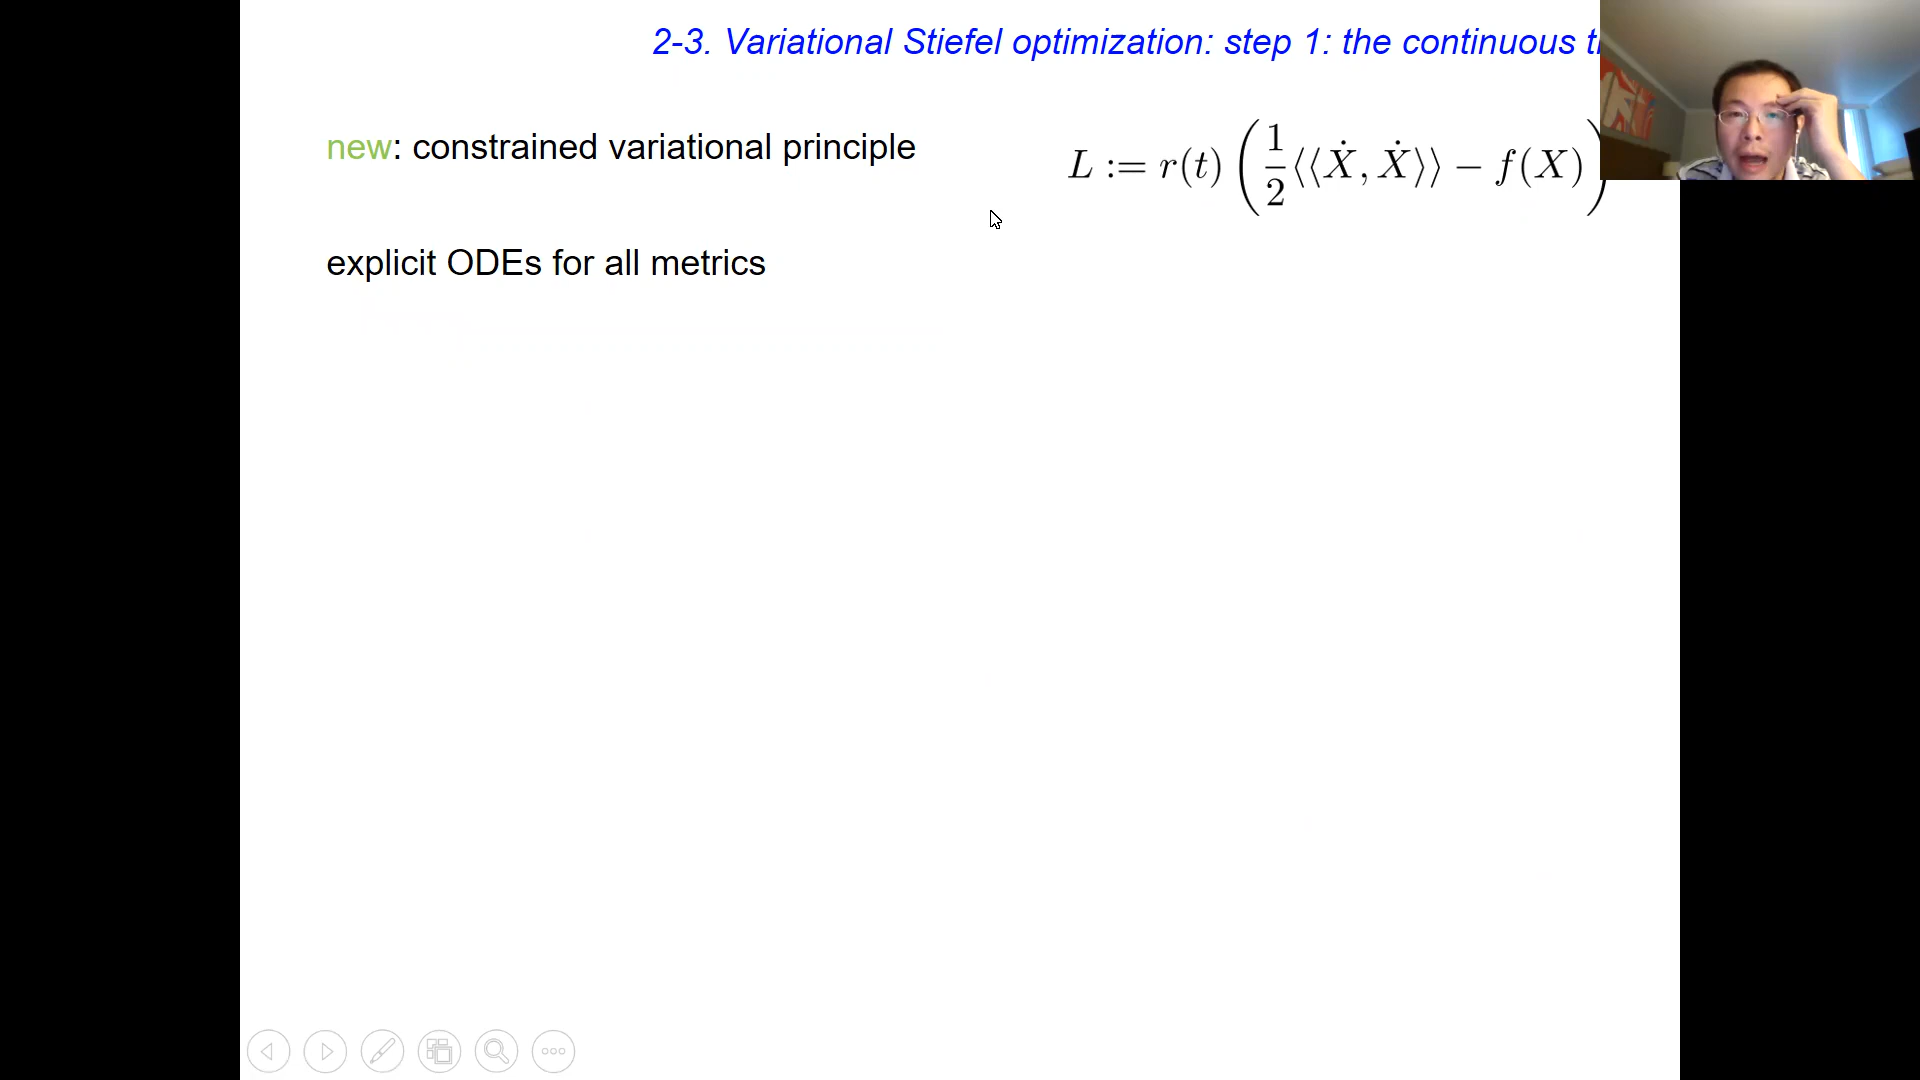 2-3. Variational Stiefel optimization: step 1: the continuous
new: constrained variational principle
L := r(t) ( 1/2 ⟨⟨Ẋ, Ẋ⟩⟩ − f(X) )
explicit ODEs for all metrics